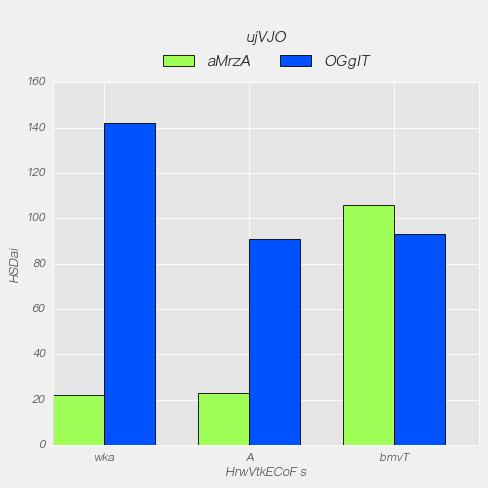 ujVJO
aMrzA OGgIT
160
140
120
100
80
60
40
20
0
HSDai
wka A bmvT
HrwVtkECoF s